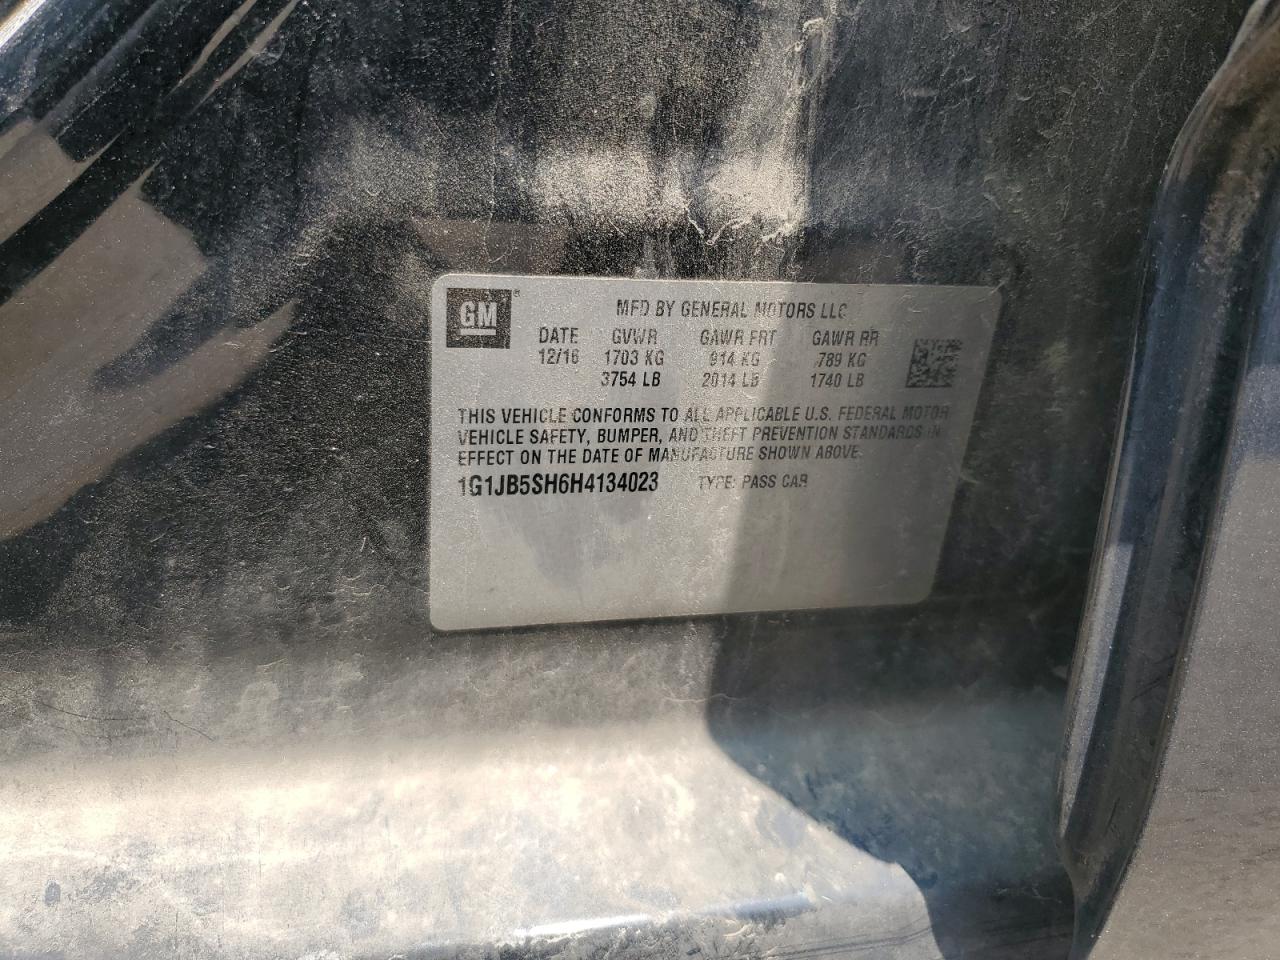 GM ®
MFD BY GENERAL MOTORS LLC
DATE GVWR GAWR FRT GAWR RR
12/16 1703 KG 914 KG 789 KG
3754 LB 2014 LB 1740 LB
THIS VEHICLE CONFORMS TO ALL APPLICABLE U.S. FEDERAL MOTOR
VEHICLE SAFETY, BUMPER, AND THEFT PREVENTION STANDARDS IN
EFFECT ON THE DATE OF MANUFACTURE SHOWN ABOVE.
1G1JB5SH6H4134023 TYPE: PASS CAR